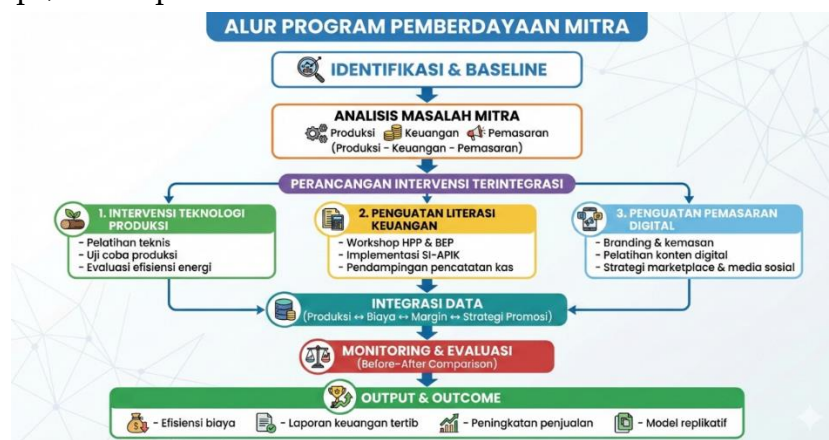 ALUR PROGRAM PEMBERDAYAAN MITRA
IDENTIFIKASI & BASELINE
ANALISIS MASALAH MITRA
Produksi Keuangan Pemasaran
(Produksi - Keuangan - Pemasaran)
PERANCANGAN INTERVENSI TERINTEGRASI
1. INTERVENSI TEKNOLOGI
PRODUKSI
- Pelatihan teknis
- Uji coba produksi
- Evaluasi efisiensi energi
2. PENGUATAN LITERASI
KEUANGAN
- Workshop HPP & BEP
- Implementasi SI-APIK
- Pendampingan pencatatan kas
3. PENGUATAN PEMASARAN
DIGITAL
- Branding & kemasan
- Pelatihan konten digital
- Strategi marketplace & media sosial
INTEGRASI DATA
(Produksi ↔ Biaya ↔ Margin ↔ Strategi Promosi)
MONITORING & EVALUASI
(Before-After Comparison)
OUTPUT & OUTCOME
- Efisiensi biaya - Laporan keuangan tertib - Peningkatan penjualan - Model replikatif